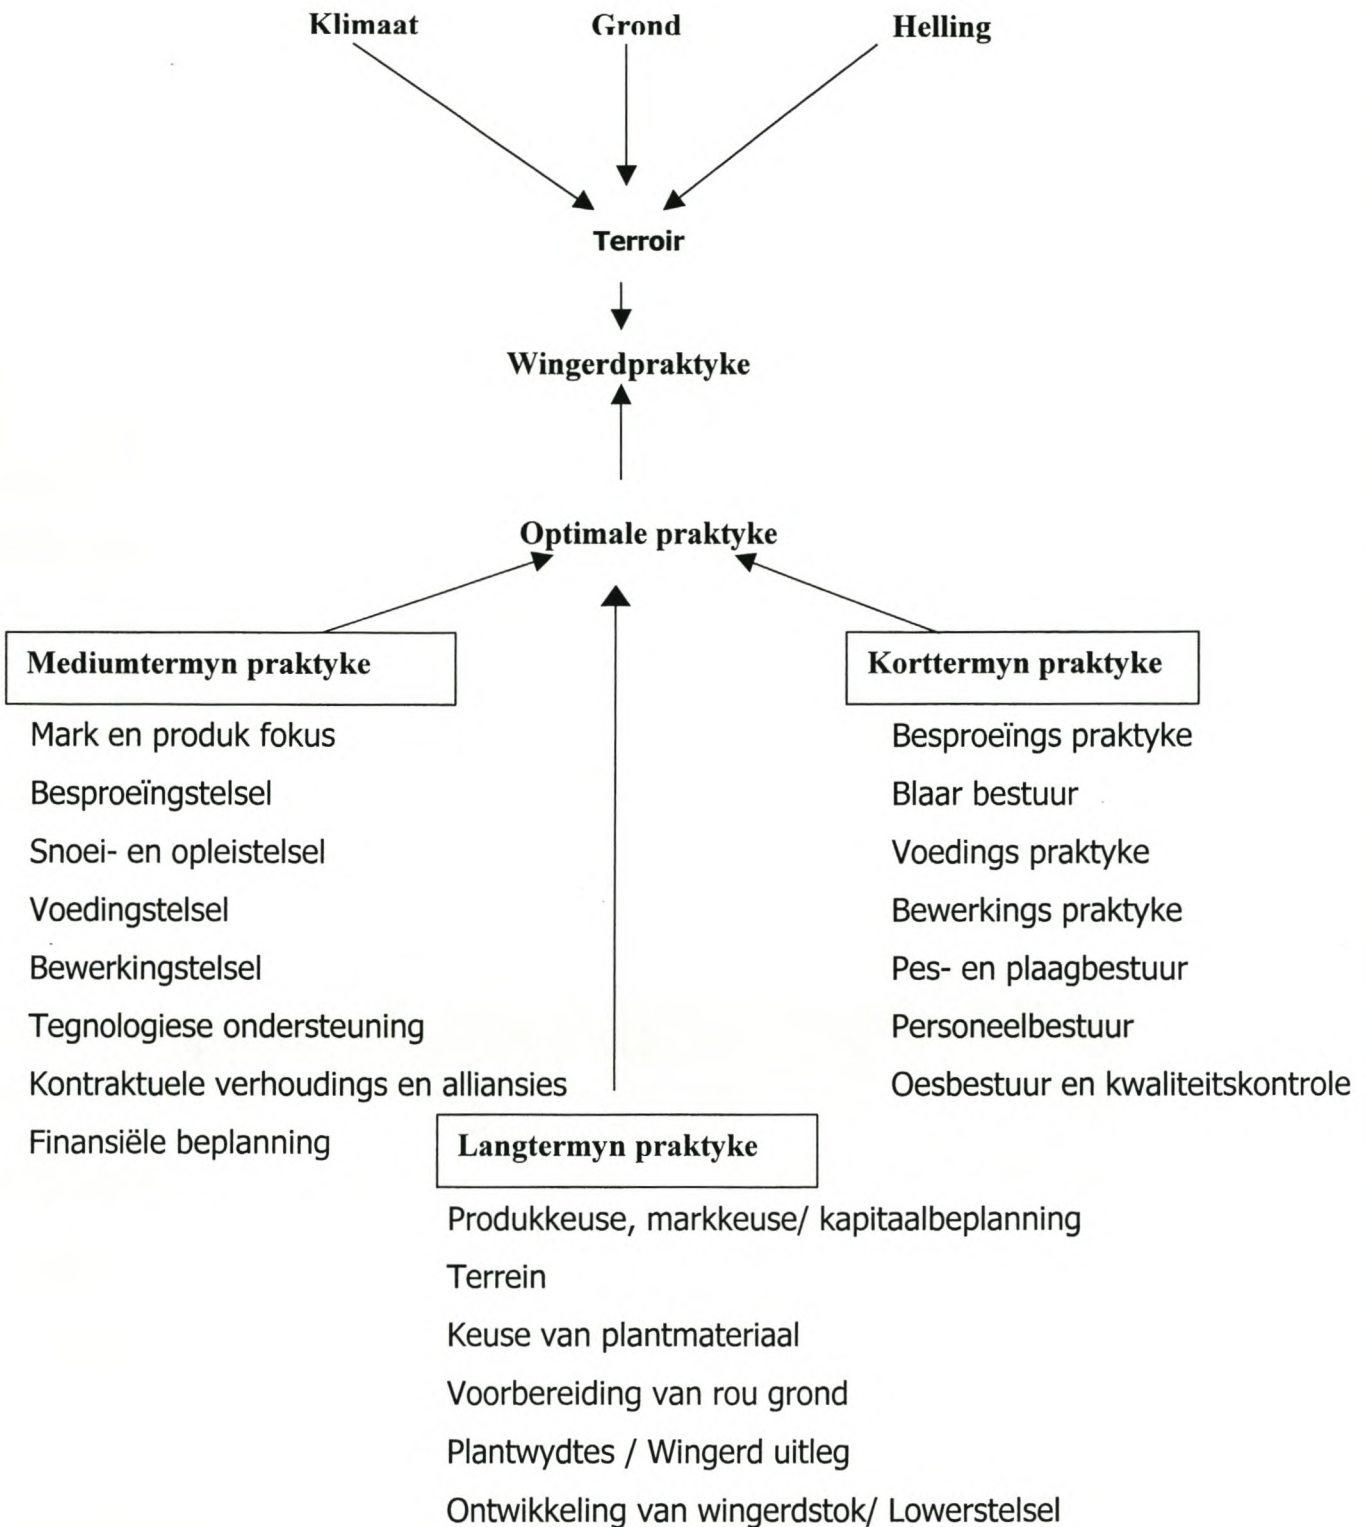 Klimaat Grond Helling
Terroir
Wingerdpraktyke
Optimale praktyke
Mediumtermyn praktyke
Mark en produk fokus
Besproeïngstelsel
Snoei- en opleistelsel
Voedingstelsel
Bewerkingstelsel
Tegnologiese ondersteuning
Kontraktuele verhoudings en alliansies
Finansiële beplanning
Korttermyn praktyke
Besproeïngs praktyke
Blaar bestuur
Voedings praktyke
Bewerkings praktyke
Pes- en plaagbestuur
Personeelbestuur
Oesbestuur en kwaliteitskontrole
Langtermyn praktyke
Produkkeuse, markkeuse/ kapitaalbeplanning
Terrein
Keuse van plantmateriaal
Voorbereiding van rou grond
Plantwydtes / Wingerd uitleg
Ontwikkeling van wingerdstok/ Lowerstelsel